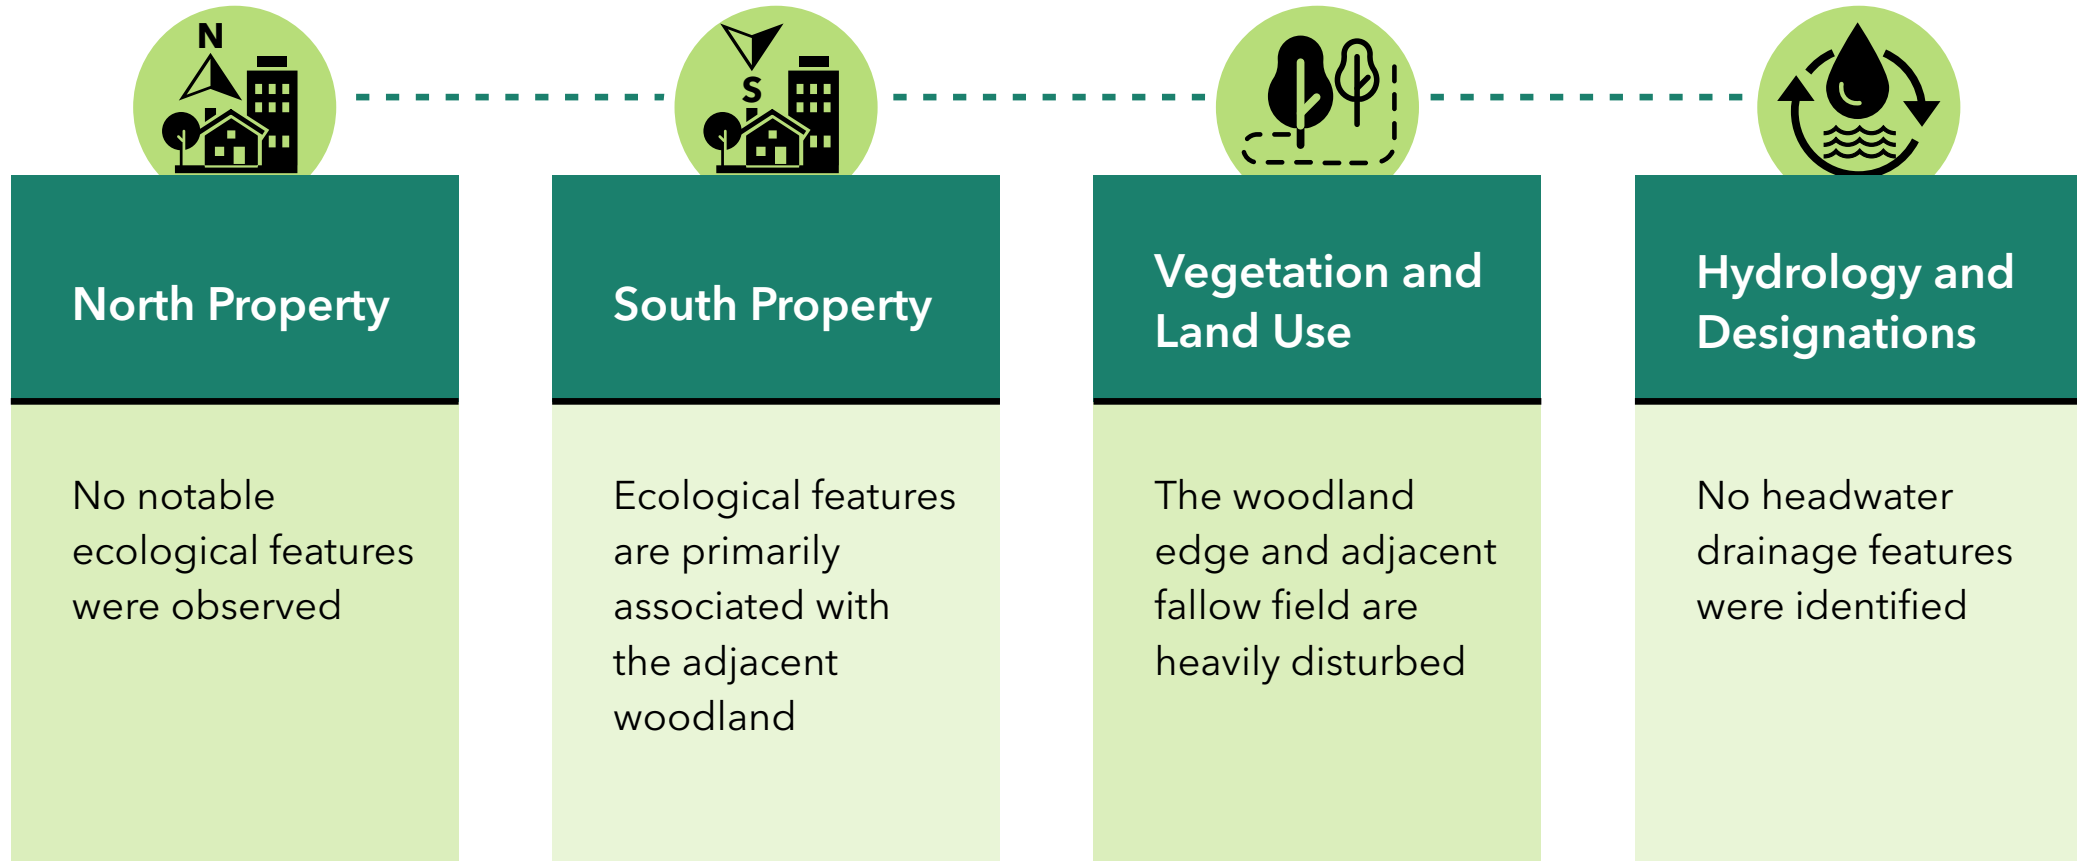 N
North Property
No notable
ecological features
were observed
S
South Property
Ecological features
are primarily
associated with
the adjacent
woodland
Vegetation and
Land Use
The woodland
edge and adjacent
fallow field are
heavily disturbed
Hydrology and
Designations
No headwater
drainage features
were identified